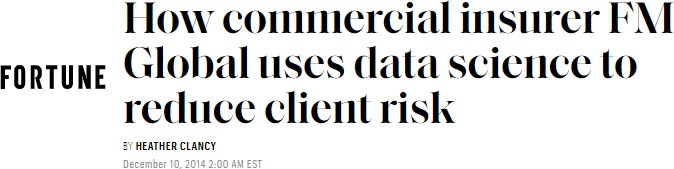 How commercial insurer FM
Global uses data science to
reduce client risk
FORTUNE
BY HEATHER CLANCY
December 10, 2014 2:00 AM EST